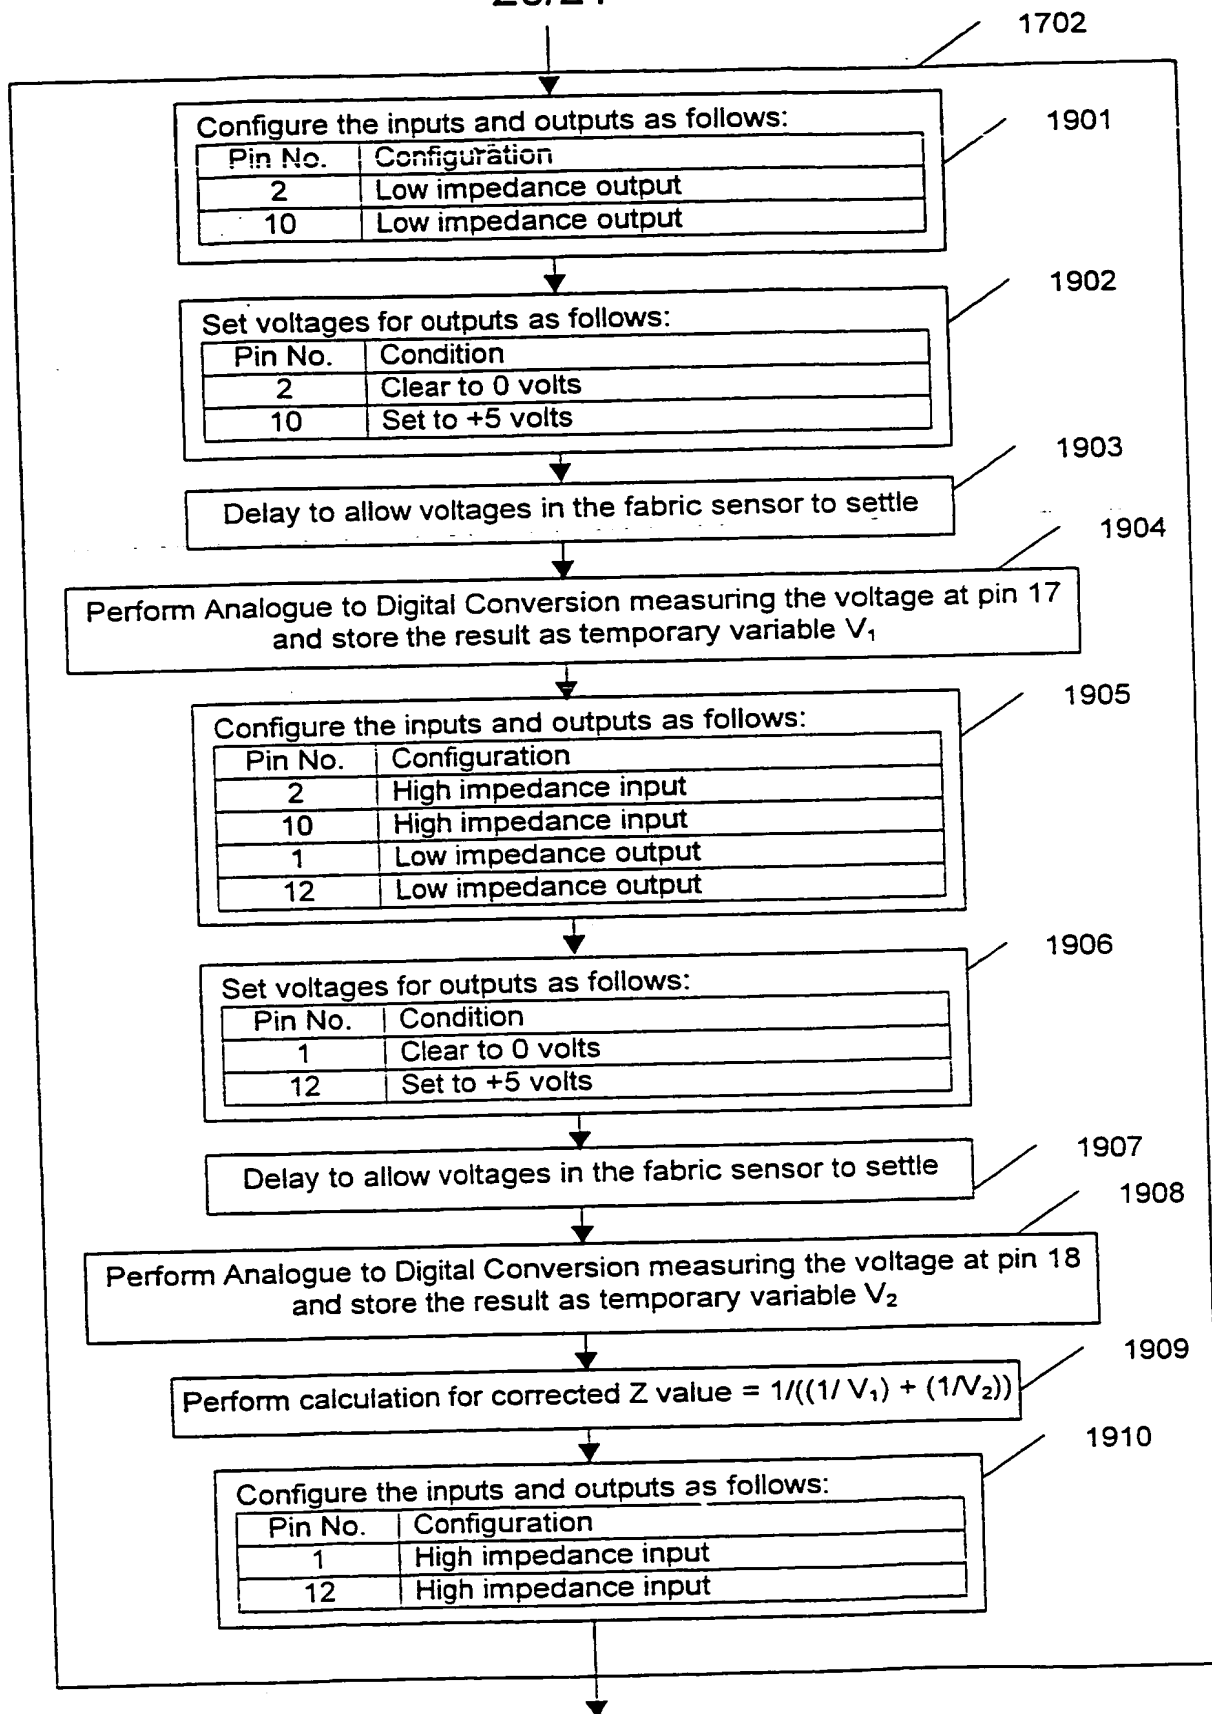 1702
Configure the inputs and outputs as follows:
1901
Pin No. Configuration
2 Low impedance output
10 Low impedance output
1902
Set voltages for outputs as follows:
Pin No. Condition
2 Clear to 0 volts
10 Set to +5 volts
1903
Delay to allow voltages in the fabric sensor to settle
1904
Perform Analogue to Digital Conversion measuring the voltage at pin 17
and store the result as temporary variable V₁
1905
Configure the inputs and outputs as follows:
Pin No. Configuration
2 High impedance input
10 High impedance input
1 Low impedance output
12 Low impedance output
1906
Set voltages for outputs as follows:
Pin No. Condition
1 Clear to 0 volts
12 Set to +5 volts
1907
Delay to allow voltages in the fabric sensor to settle
1908
Perform Analogue to Digital Conversion measuring the voltage at pin 18
and store the result as temporary variable V₂
1909
Perform calculation for corrected Z value = 1/((1/ V₁) + (1/V₂))
1910
Configure the inputs and outputs as follows:
Pin No. Configuration
1 High impedance input
12 High impedance input